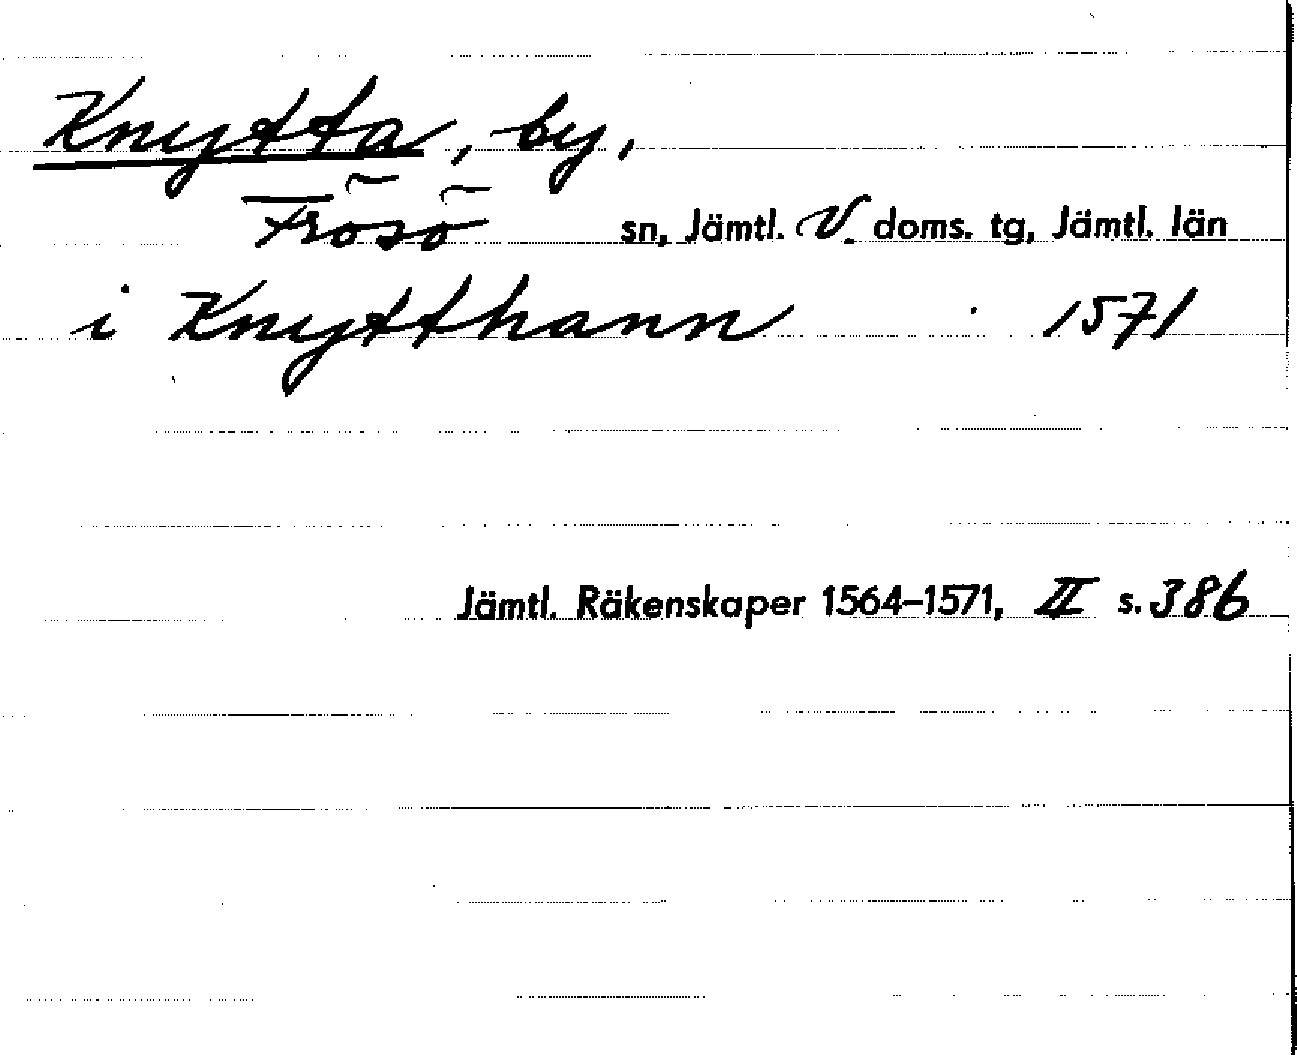 Knytta, by,
Frösö sn, Jämtl. V. doms. tg, Jämtl. län
i Knytthann 1571
Jämtl. Räkenskaper 1564–1571, II s. 386